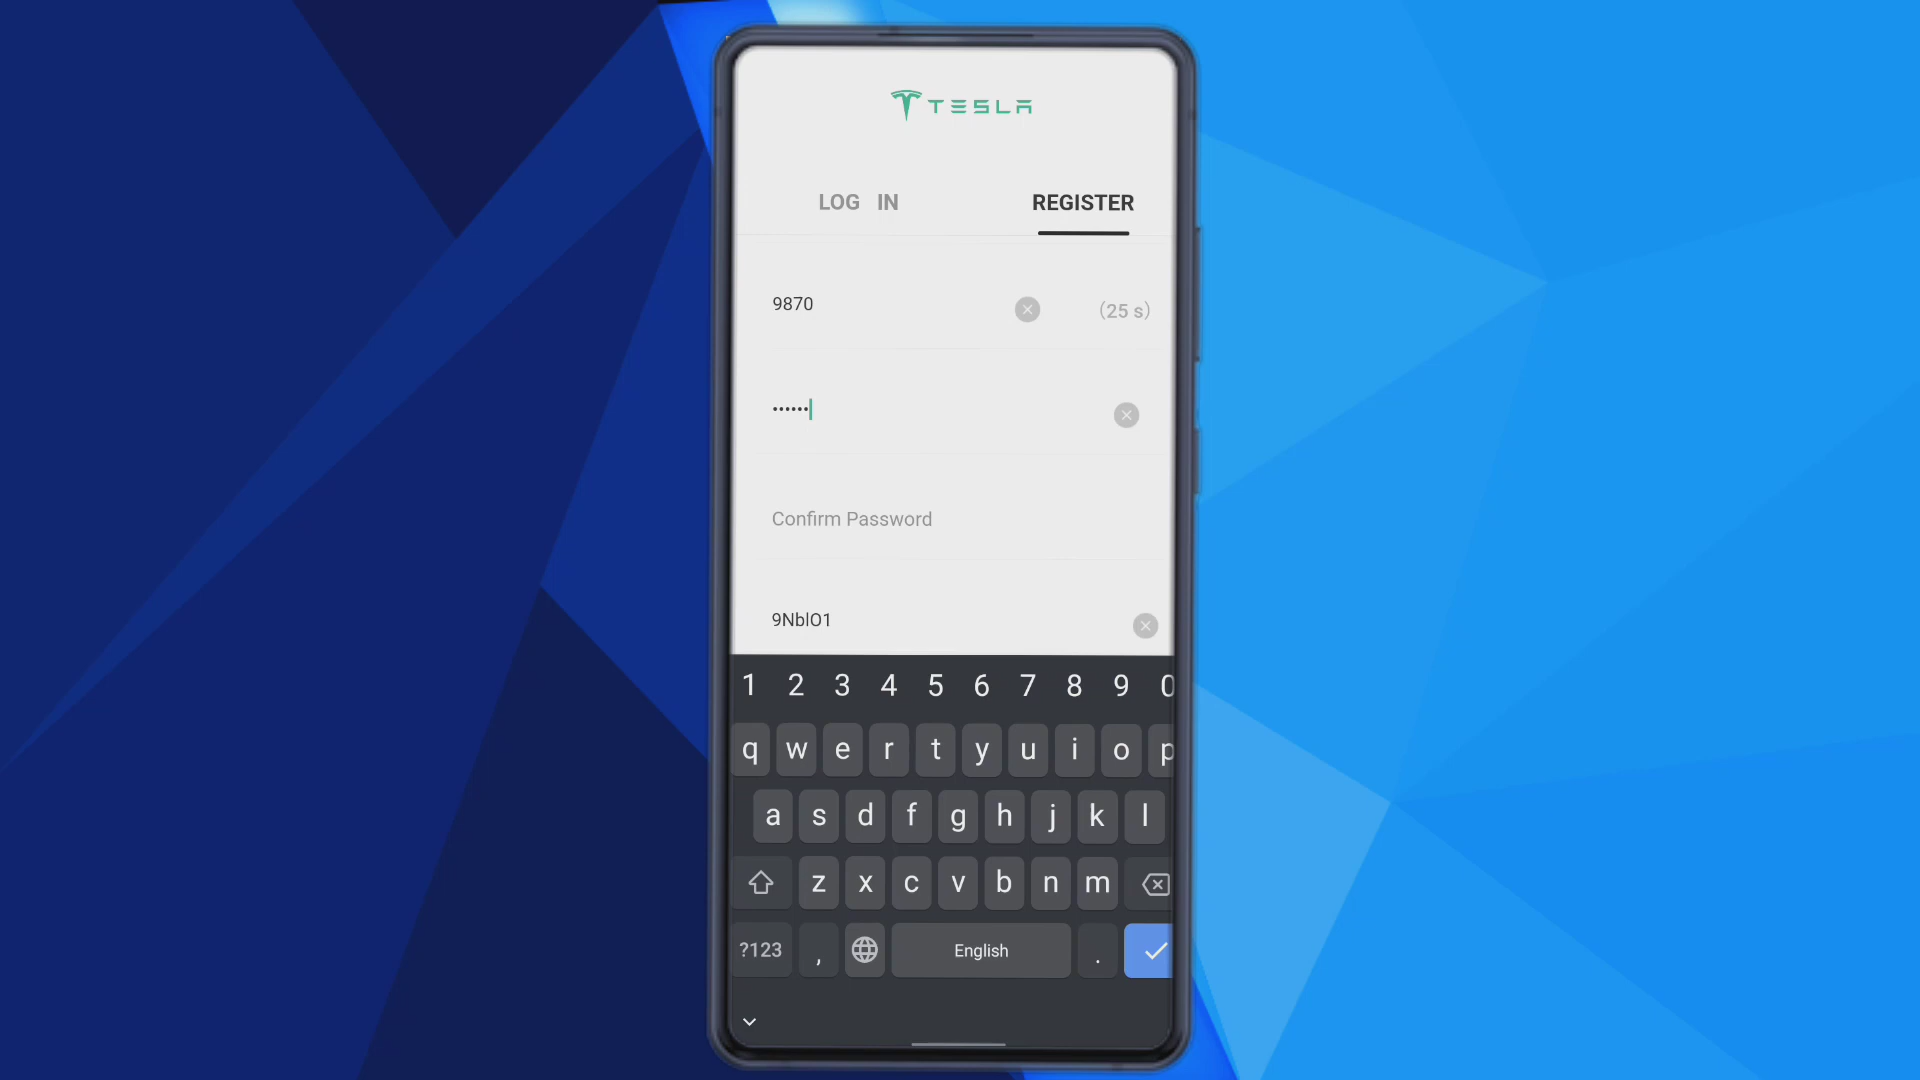 TESLA
LOG IN REGISTER
9870 (25 s)
••••••
Confirm Password
9NblO1
1 2 3 4 5 6 7 8 9 0
q w e r t y u i o p
a s d f g h j k l
z x c v b n m
?123 , English .